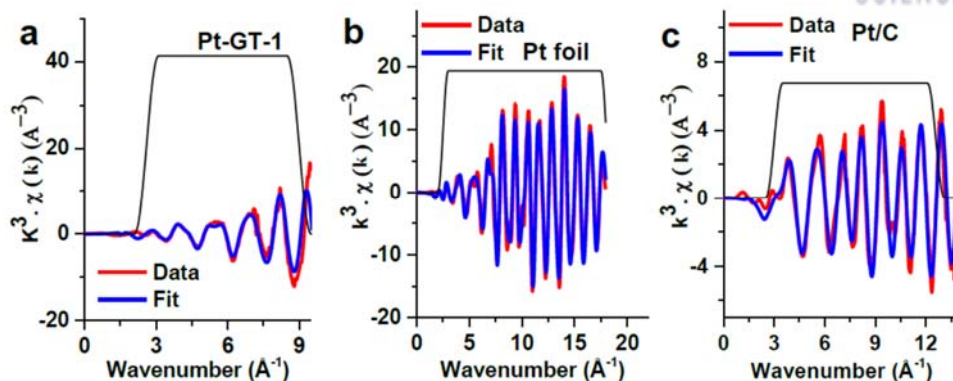 SCIENCE
a
Pt-GT-1
K³.χ(k)(A⁻³)
40
20
0
-20
Data
Fit
0 3 6 9
Wavenumber (Å⁻¹)
b
Data
Fit Pt foil
k³.χ(k)(A⁻³)
20
10
0
-10
-20
0 5 10 15 20
Wavenumber (Å⁻¹)
c
Data
Fit
Pt/C
k³.χ(k)(A⁻³)
8
4
0
-4
0 3 6 9 12
Wavenumber (Å⁻¹)